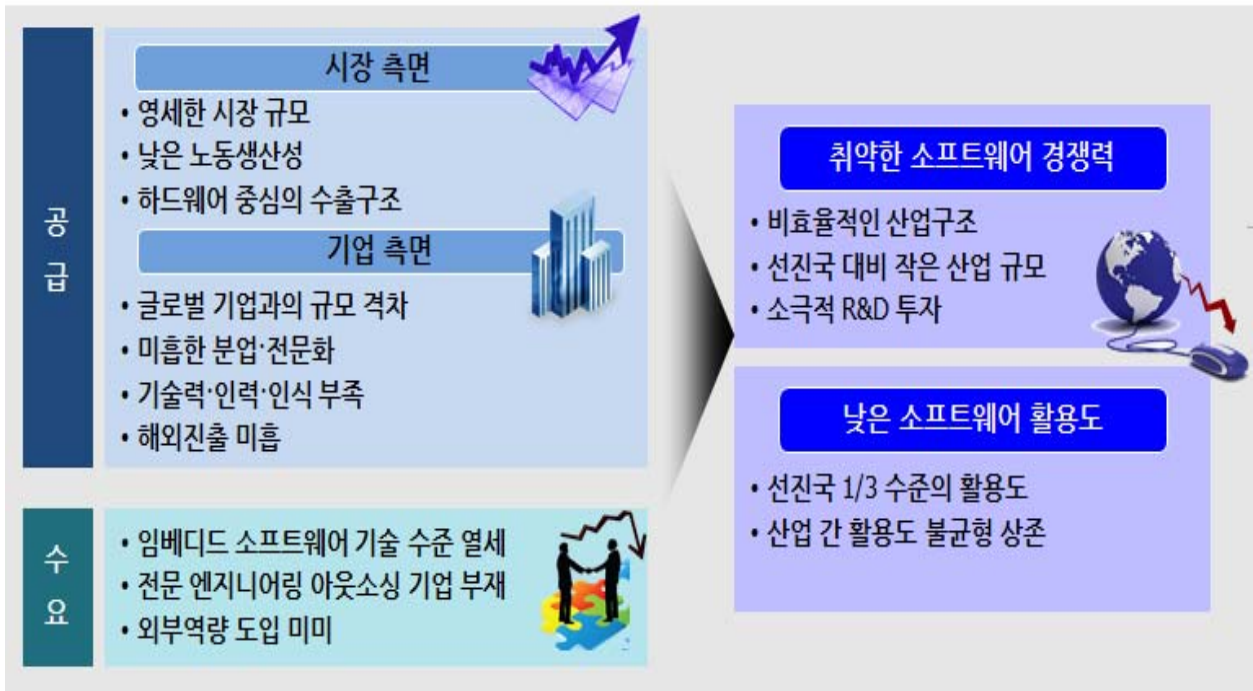 공급
시장 측면
• 영세한 시장 규모
• 낮은 노동생산성
• 하드웨어 중심의 수출구조
기업 측면
• 글로벌 기업과의 규모 격차
• 미흡한 분업·전문화
• 기술력·인력·인식 부족
• 해외진출 미흡
수요
• 임베디드 소프트웨어 기술 수준 열세
• 전문 엔지니어링 아웃소싱 기업 부재
• 외부역량 도입 미미
취약한 소프트웨어 경쟁력
• 비효율적인 산업구조
• 선진국 대비 작은 산업 규모
• 소극적 R&D 투자
낮은 소프트웨어 활용도
• 선진국 1/3 수준의 활용도
• 산업 간 활용도 불균형 상존